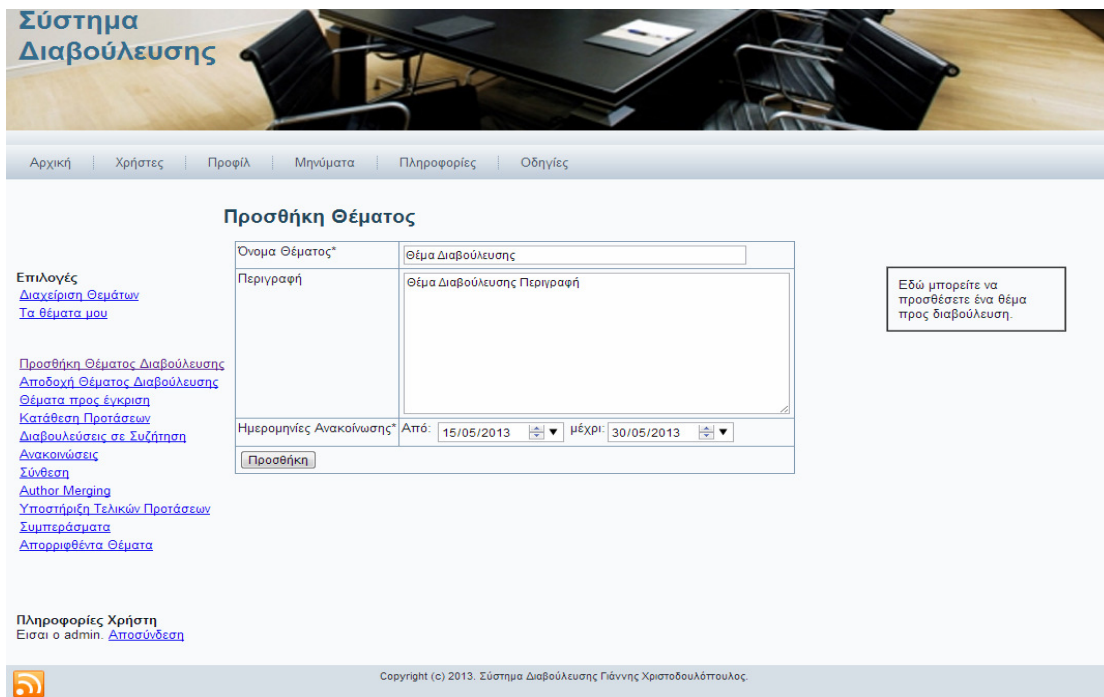 Σύστημα
Διαβούλευσης
Αρχική
Χρήστες
Προφίλ
Μηνύματα
Πληροφορίες
Οδηγίες
Προσθήκη Θέματος
Όνομα Θέματος* Θέμα Διαβούλευσης
Περιγραφή Θέμα Διαβούλευσης Περιγραφή
Ημερομηνίες Ανακοίνωσης* Από: 15/05/2013 μέχρι: 30/05/2013
Προσθήκη
Επιλογές
Διαχείριση Θεμάτων
Τα θέματα μου
Προσθήκη Θέματος Διαβούλευσης
Αποδοχή Θέματος Διαβούλευσης
Θέματα προς έγκριση
Κατάθεση Προτάσεων
Διαβουλεύσεις σε Συζήτηση
Ανακοινώσεις
Σύνθεση
Author Merging
Υποστήριξη Τελικών Προτάσεων
Συμπεράσματα
Απορριφθέντα Θέματα
Εδώ μπορείτε να
προσθέσετε ένα θέμα
προς διαβούλευση.
Πληροφορίες Χρήστη
Εισαι ο admin. Αποσύνδεση
Copyright (c) 2013. Σύστημα Διαβούλευσης Γιάννης Χριστοδουλόπουλος.